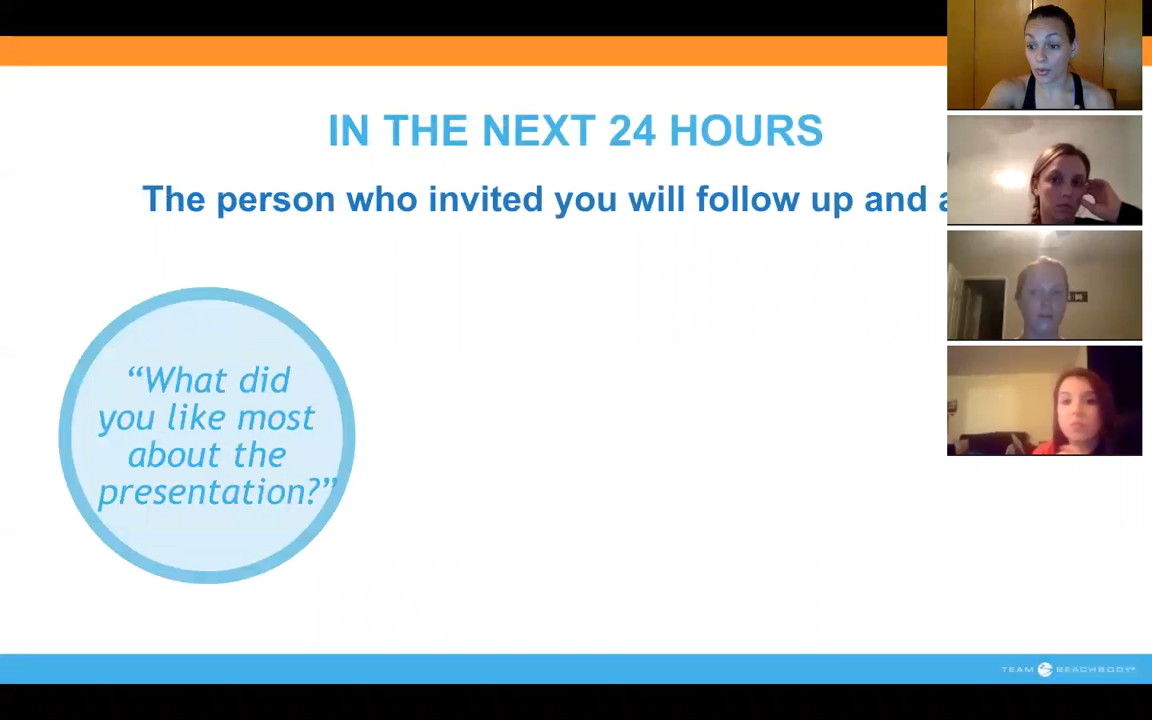 IN THE NEXT 24 HOURS
The person who invited you will follow up and
“What did
you like most
about the
presentation?”
TEAM BEACHBODY